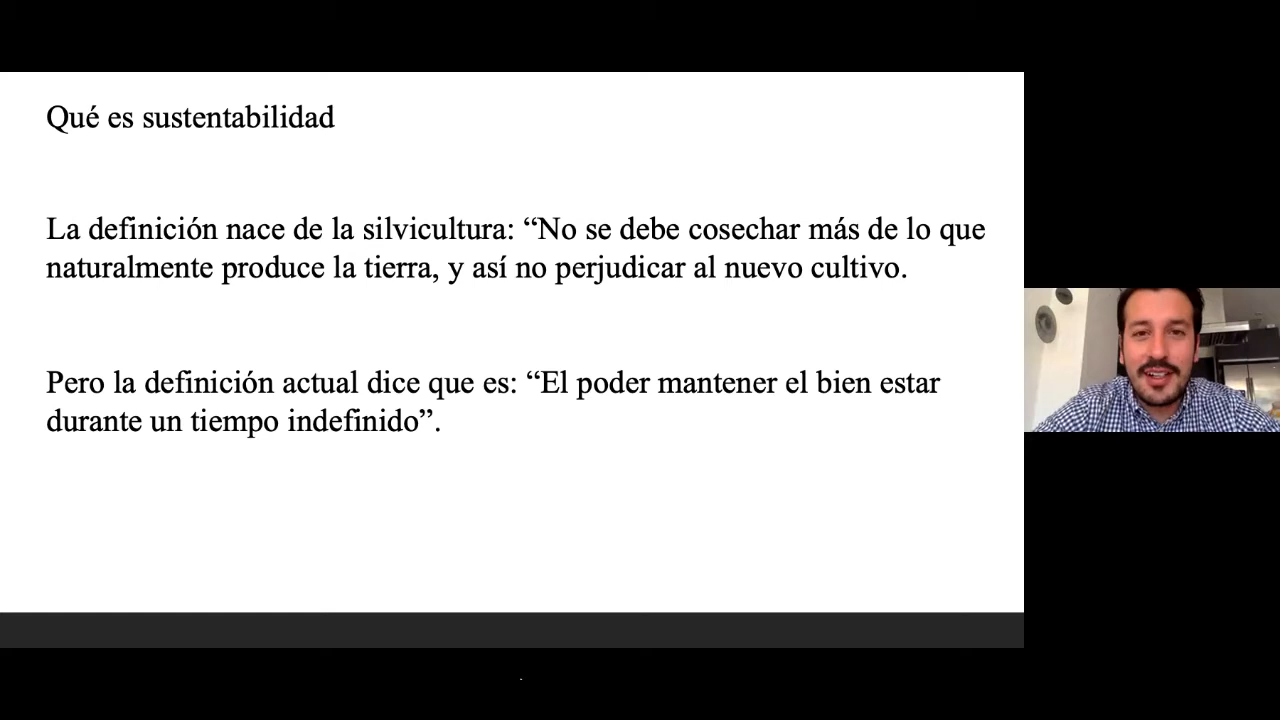 Qué es sustentabilidad
La definición nace de la silvicultura: “No se debe cosechar más de lo que
naturalmente produce la tierra, y así no perjudicar al nuevo cultivo.
Pero la definición actual dice que es: “El poder mantener el bien estar
durante un tiempo indefinido”.